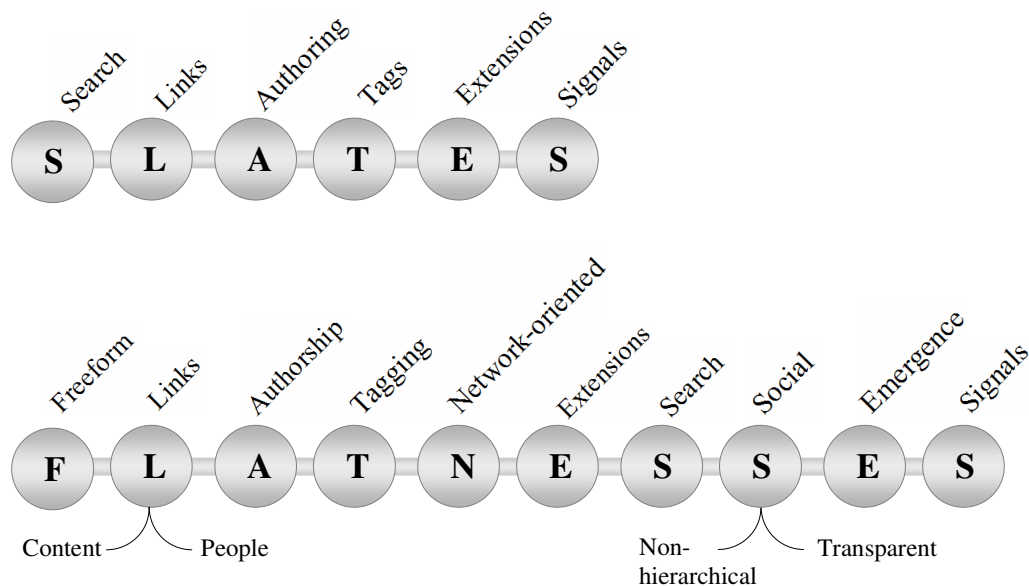 Search
Links
Authoring
Tags
Extensions
Signals
S L A T E S
Freeform
Links
Authorship
Tagging
Network-oriented
Extensions
Search
Social
Emergence
Signals
F L A T N E S S E S
Content
People
Non-
hierarchical
Transparent